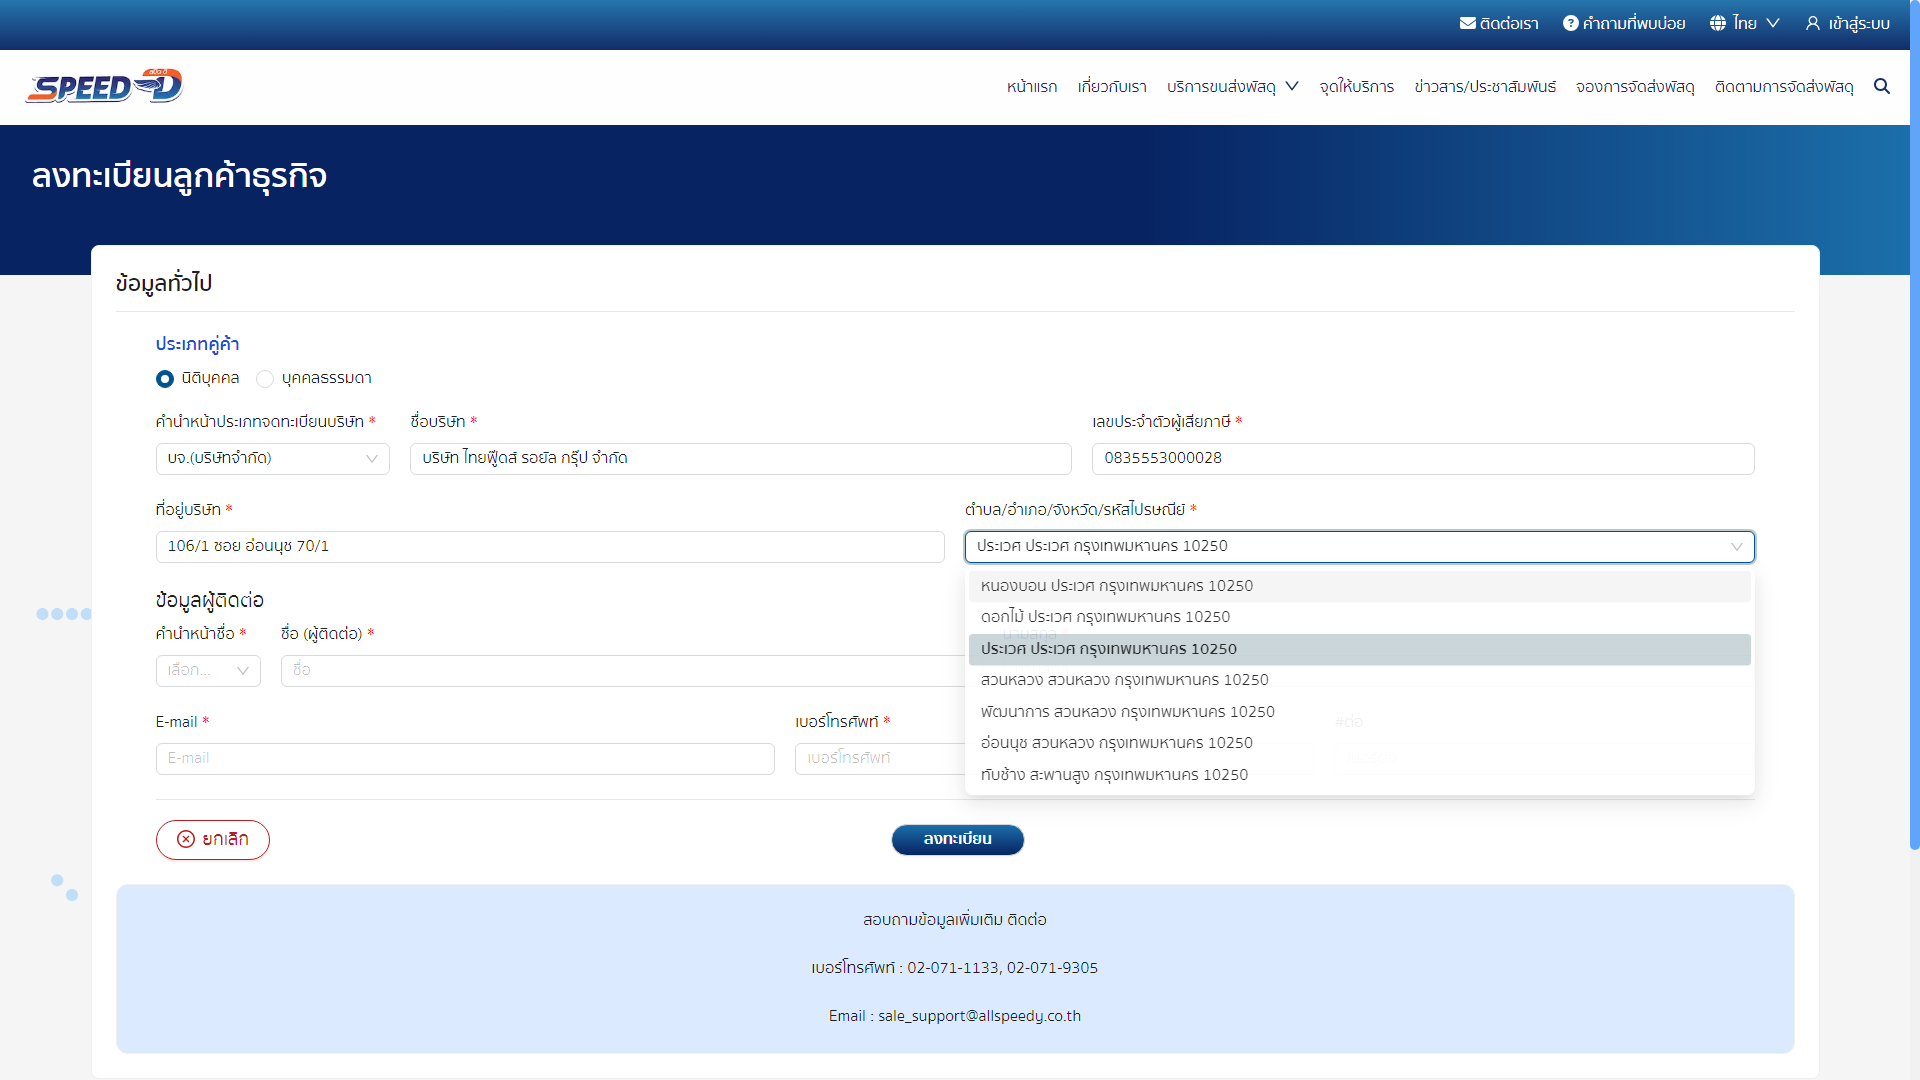 ติดต่อเรา คำถามที่พบบ่อย ไทย เข้าสู่ระบบ
สปีด-ดี
SPEED-D
หน้าแรก เกี่ยวกับเรา บริการขนส่งพัสดุ จุดให้บริการ ข่าวสาร/ประชาสัมพันธ์ จองการจัดส่งพัสดุ ติดตามการจัดส่งพัสดุ
ลงทะเบียนลูกค้าธุรกิจ
ข้อมูลทั่วไป
ประเภทคู่ค้า
นิติบุคคล บุคคลธรรมดา
คำนำหน้าประเภทจดทะเบียนบริษัท * ชื่อบริษัท * เลขประจำตัวผู้เสียภาษี *
บจ.(บริษัทจำกัด) บริษัท ไทยฟู๊ดส์ รอยัล กรุ๊ป จำกัด 0835553000028
ที่อยู่บริษัท * ตำบล/อำเภอ/จังหวัด/รหัสไปรษณีย์ *
106/1 ซอย อ่อนนุช 70/1 ประเวศ ประเวศ กรุงเทพมหานคร 10250
หนองบอน ประเวศ กรุงเทพมหานคร 10250
ดอกไม้ ประเวศ กรุงเทพมหานคร 10250
ประเวศ ประเวศ กรุงเทพมหานคร 10250
สวนหลวง สวนหลวง กรุงเทพมหานคร 10250
พัฒนาการ สวนหลวง กรุงเทพมหานคร 10250
อ่อนนุช สวนหลวง กรุงเทพมหานคร 10250
ทับช้าง สะพานสูง กรุงเทพมหานคร 10250
ข้อมูลผู้ติดต่อ
คำนำหน้าชื่อ * ชื่อ (ผู้ติดต่อ) * นามสกุล *
เลือก... ชื่อ
E-mail * เบอร์โทรศัพท์ * #ต่อ
E-mail เบอร์โทรศัพท์
ยกเลิก ลงทะเบียน
สอบถามข้อมูลเพิ่มเติม ติดต่อ
เบอร์โทรศัพท์ : 02-071-1133, 02-071-9305
Email : sale_support@allspeedy.co.th